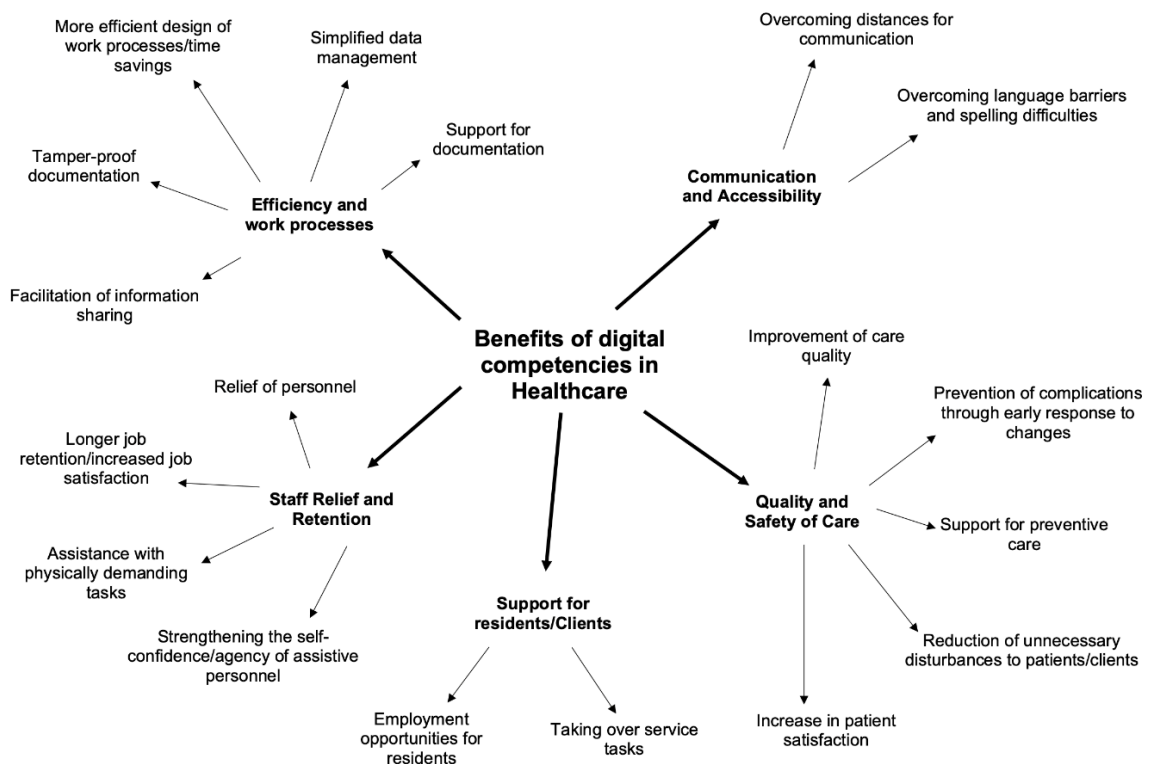 More efficient design of
work processes/time
savings
Simplified data
management
Support for
documentation
Tamper-proof
documentation
Efficiency and
work processes
Facilitation of information
sharing
Overcoming distances for
communication
Overcoming language barriers
and spelling difficulties
Communication
and Accessibility
Benefits of digital
competencies in
Healthcare
Relief of personnel
Longer job
retention/increased job
satisfaction
Staff Relief and
Retention
Assistance with
physically demanding
tasks
Strengthening the self-
confidence/agency of assistive
personnel
Support for
residents/Clients
Employment
opportunities for
residents
Taking over service
tasks
Improvement of care
quality
Prevention of complications
through early response to
changes
Quality and
Safety of Care
Support for preventive
care
Reduction of unnecessary
disturbances to patients/clients
Increase in patient
satisfaction